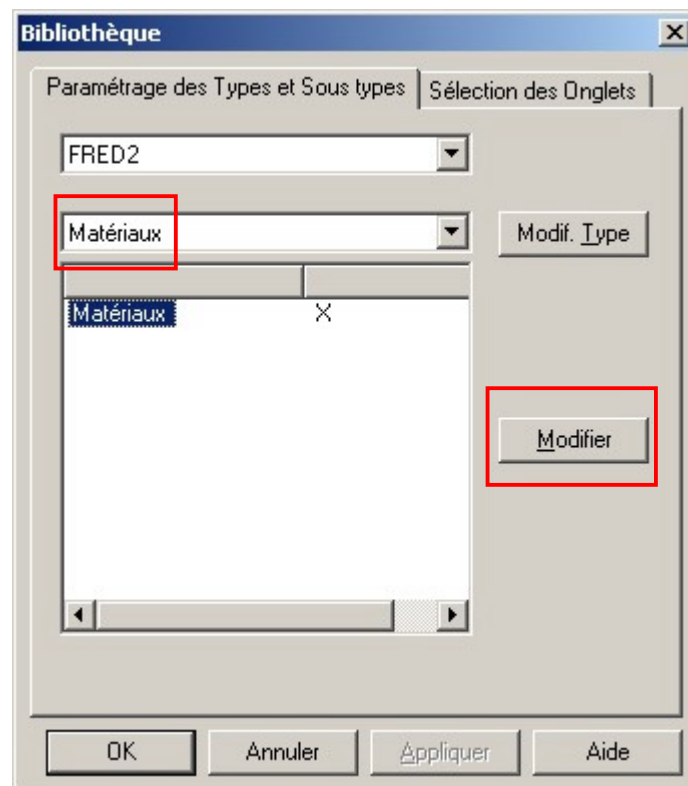 Bibliothèque
Paramétrage des Types et Sous types Sélection des Onglets
FRED2
Matériaux Modif. Type
Matériaux X
Modifier
OK Annuler Appliquer Aide